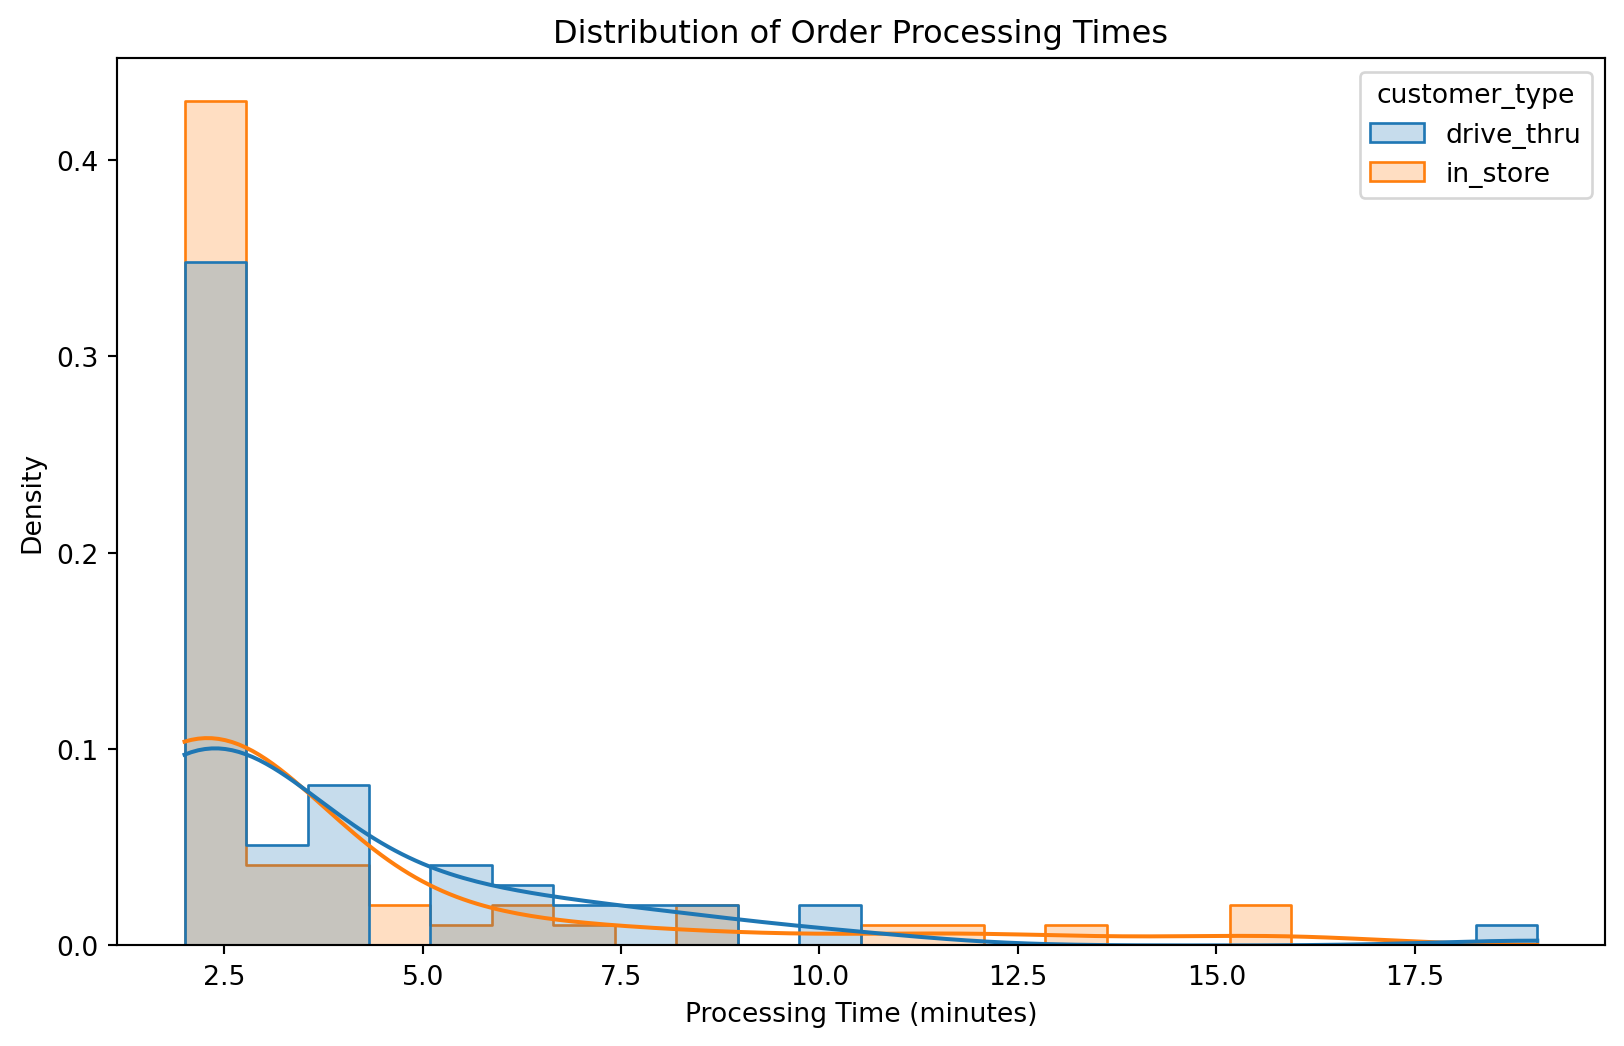 Distribution of Order Processing Times
customer_type
drive_thru
in_store
Density
0.4
0.3
0.2
0.1
0.0
2.5 5.0 7.5 10.0 12.5 15.0 17.5
Processing Time (minutes)